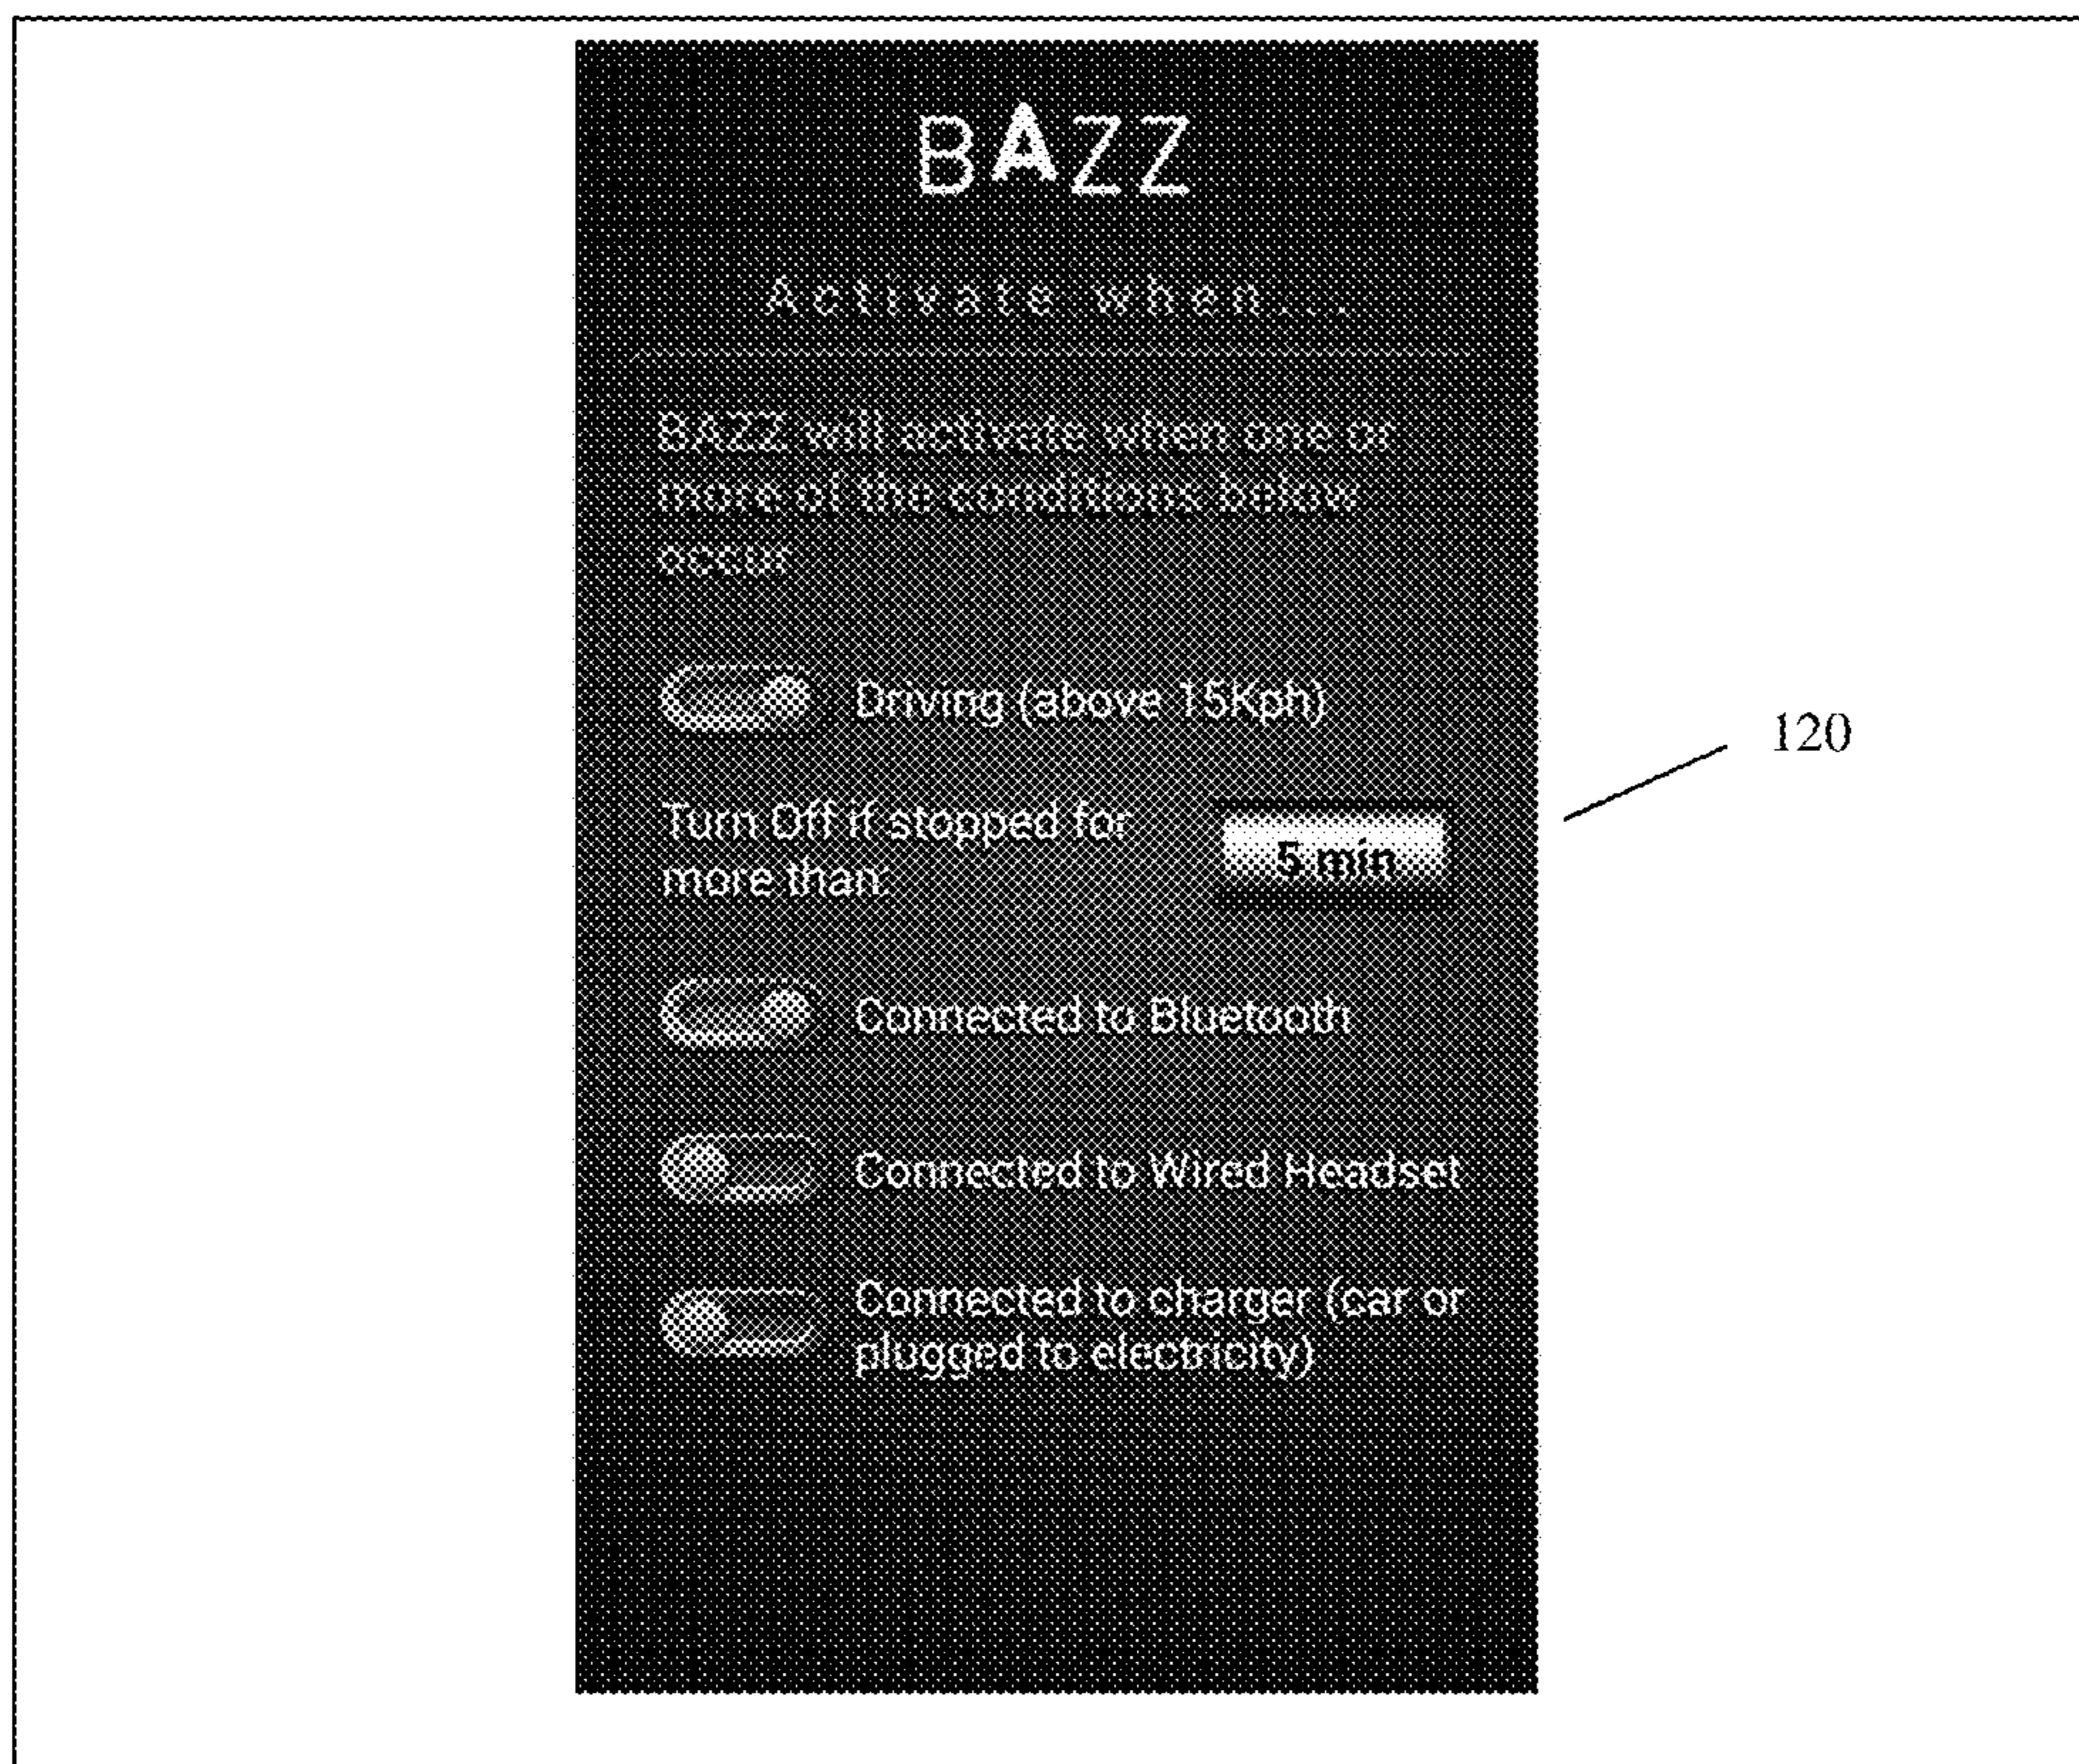 BAZZ
Activate when...
BAZZ will activate when one or
more of the conditions below
occur
Driving (above 15Kph)
120
Turn Off if stopped for
more than:
5 min
Connected to Bluetooth
Connected to Wired Headset
Connected to charger (car or
plugged to electricity)